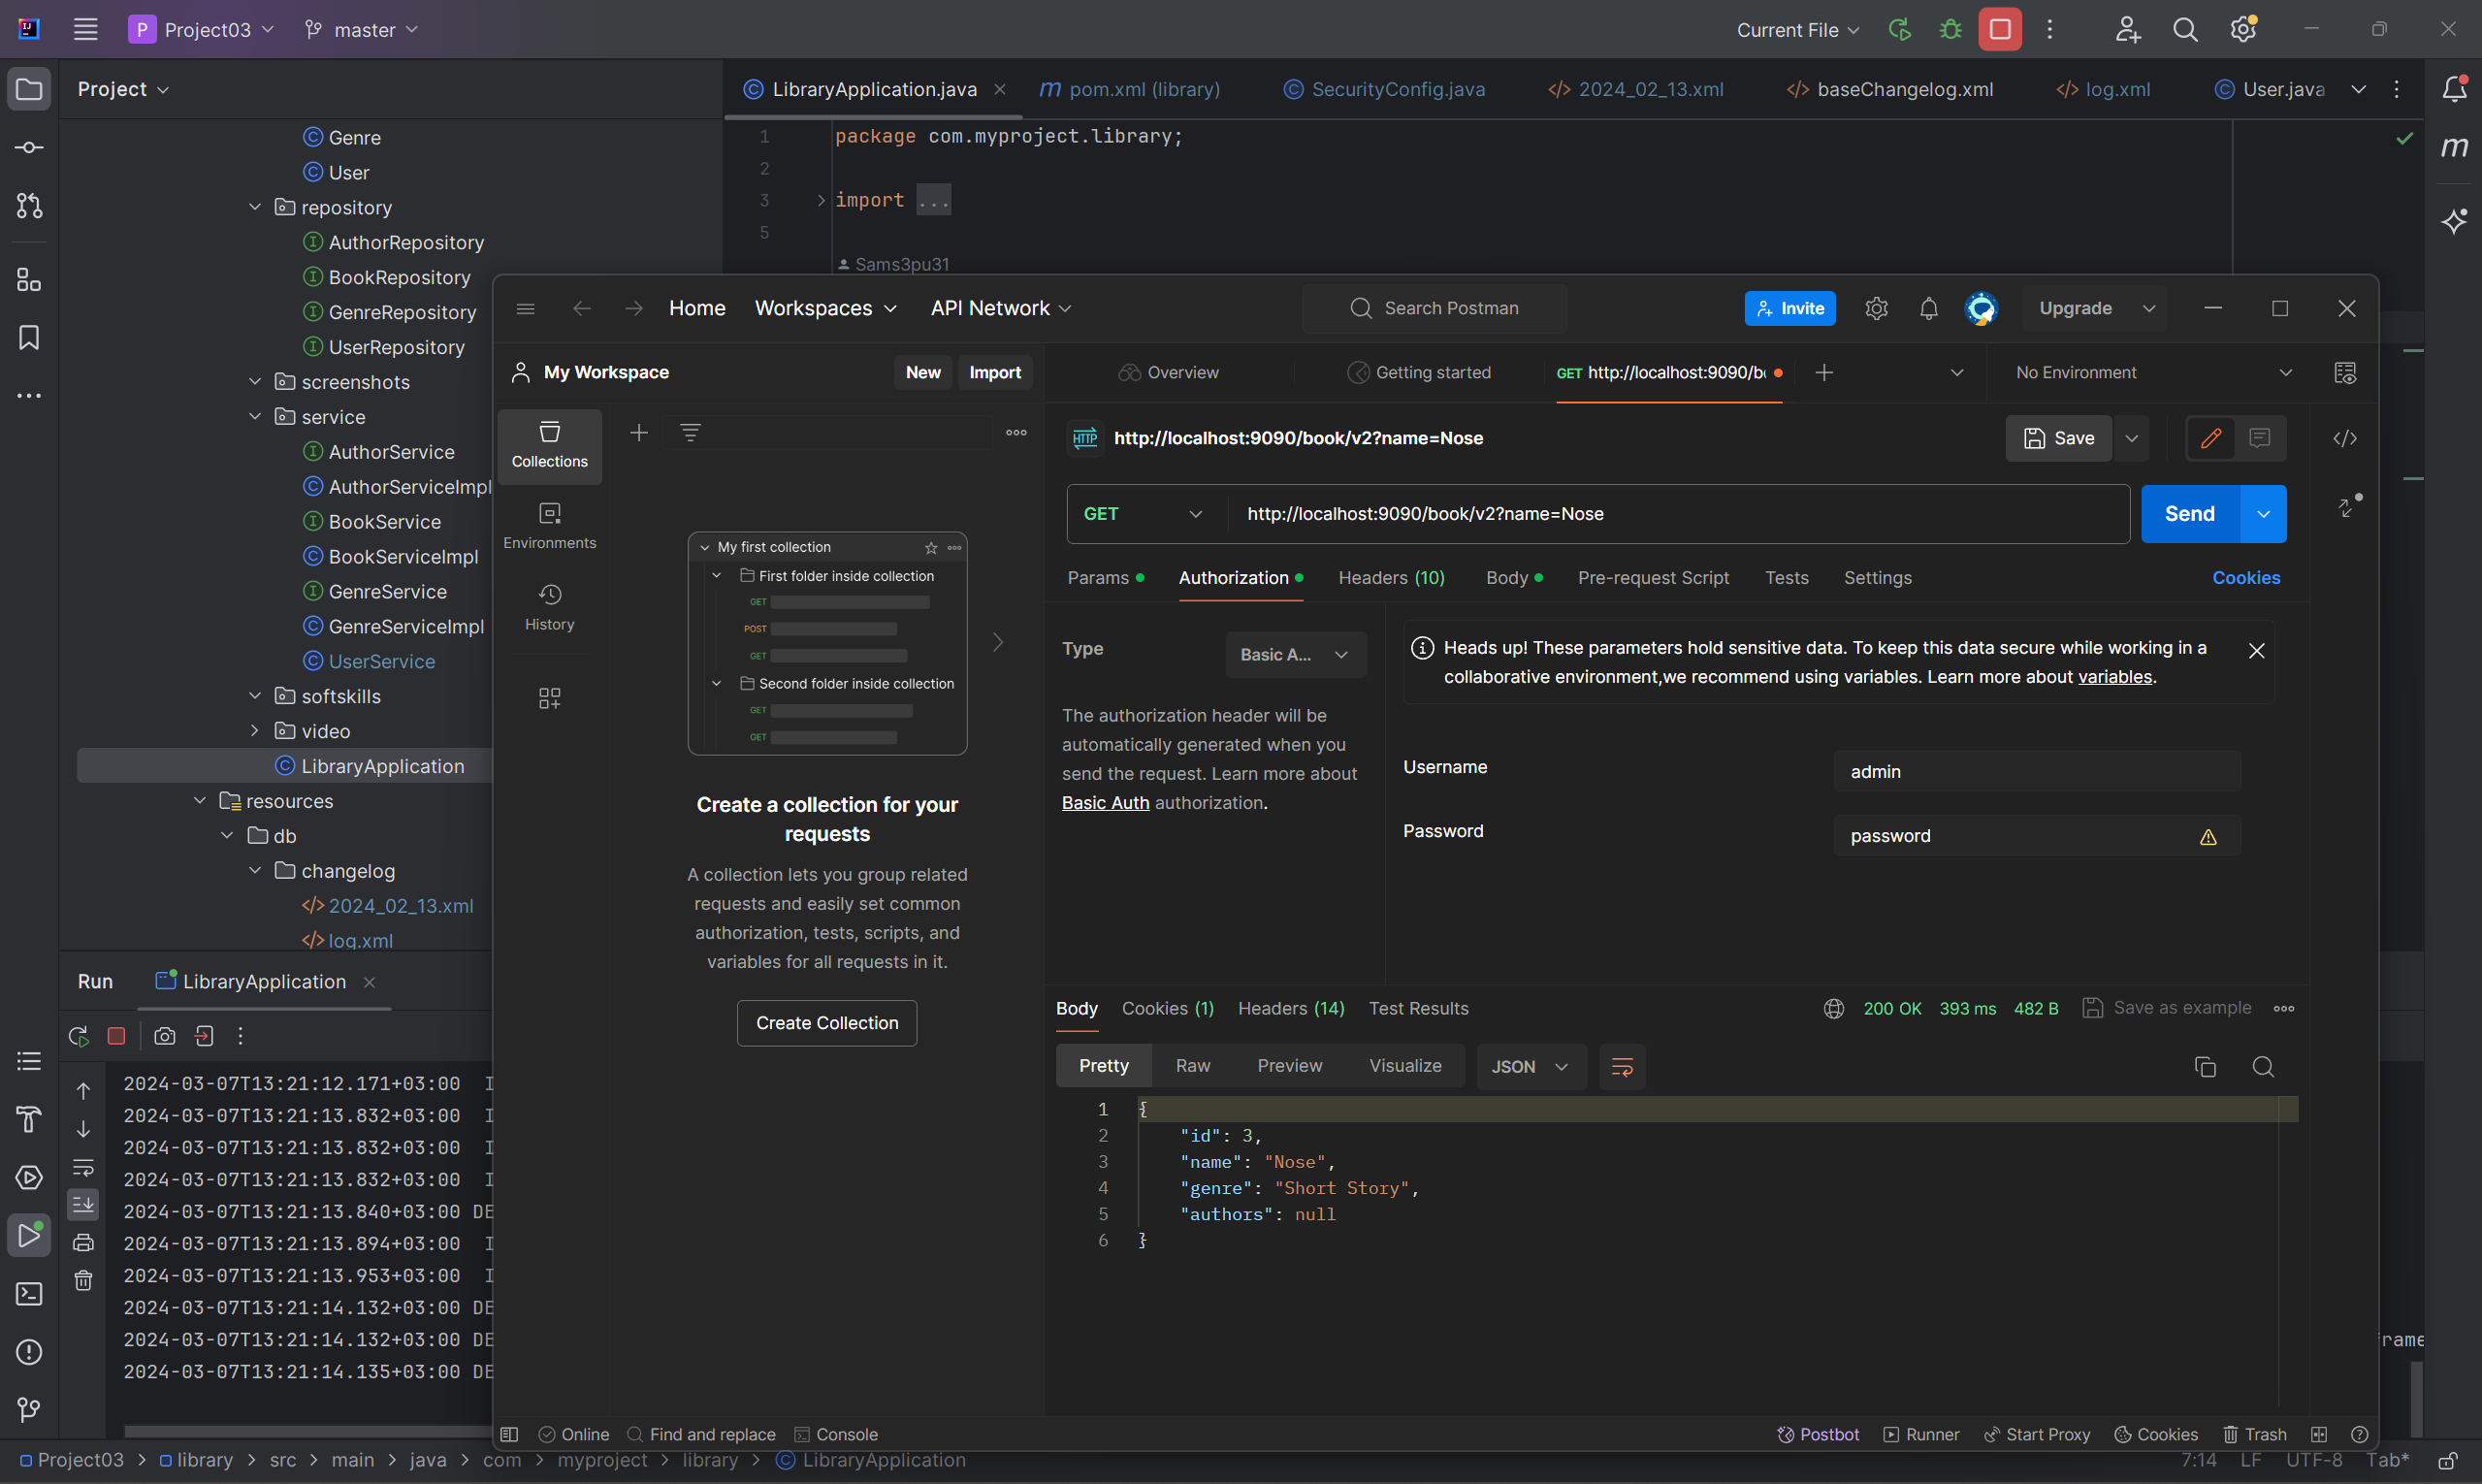 P Project03 master Current File
Project
LibraryApplication.java pom.xml (library) SecurityConfig.java 2024_02_13.xml baseChangelog.xml log.xml User.java
Genre
User
repository
AuthorRepository
BookRepository
GenreRepository
UserRepository
screenshots
service
AuthorService
AuthorServiceImpl
BookService
BookServiceImpl
GenreService
GenreServiceImpl
UserService
softskills
video
LibraryApplication
resources
db
changelog
2024_02_13.xml
log.xml
1 package com.myproject.library;
2
3 import ...
5
Sams3pu31
Home Workspaces API Network Search Postman Invite Upgrade
My Workspace New Import
Overview Getting started GET http://localhost:9090/b No Environment
Collections
Environments
History
My first collection
First folder inside collection
GET
POST
GET
Second folder inside collection
GET
GET
Create a collection for your
requests
A collection lets you group related
requests and easily set common
authorization, tests, scripts, and
variables for all requests in it.
Create Collection
HTTP http://localhost:9090/book/v2?name=Nose Save
GET http://localhost:9090/book/v2?name=Nose Send
Params Authorization Headers (10) Body Pre-request Script Tests Settings Cookies
Type Basic A...
The authorization header will be
automatically generated when you
send the request. Learn more about
Basic Auth authorization.
Heads up! These parameters hold sensitive data. To keep this data secure while working in a
collaborative environment,we recommend using variables. Learn more about variables.
Username admin
Password password
Body Cookies (1) Headers (14) Test Results 200 OK 393 ms 482 B Save as example
Pretty Raw Preview Visualize JSON
1 {
2 "id": 3,
3 "name": "Nose",
4 "genre": "Short Story",
5 "authors": null
6 }
Online Find and replace Console Postbot Runner Start Proxy Cookies Trash
Run LibraryApplication
2024-03-07T13:21:12.171+03:00 I
2024-03-07T13:21:13.832+03:00 I
2024-03-07T13:21:13.832+03:00 I
2024-03-07T13:21:13.832+03:00 I
2024-03-07T13:21:13.840+03:00 DE
2024-03-07T13:21:13.894+03:00 I
2024-03-07T13:21:13.953+03:00 I
2024-03-07T13:21:14.132+03:00 DE
2024-03-07T13:21:14.132+03:00 DE
rame
2024-03-07T13:21:14.135+03:00 DE
Project03 > library > src > main > java > com > myproject > library > LibraryApplication 7:14 LF UTF-8 Tab*